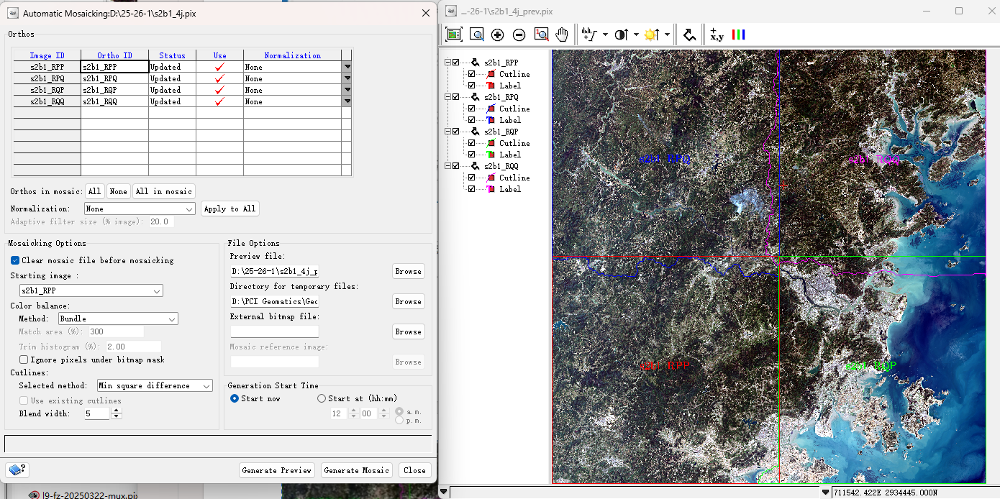 Automatic Mosaicking:D:\25-26-1\s2b1_4j.pix
Orthos
Image ID Ortho ID Status Use Normalization
s2b1_RPP s2b1_RPP Updated None
s2b1_RPQ s2b1_RPQ Updated None
s2b1_RQP s2b1_RQP Updated None
s2b1_RQQ s2b1_RQQ Updated None
Orthos in mosaic: All None All in mosaic
Normalization: None Apply to All
Adaptive filter size (% image): 20.0
Mosaicking Options
Clear mosaic file before mosaicking
Starting image :
s2b1_RPP
Color balance:
Method: Bundle
Match area (%): 300
Trim histogram (%): 2.00
Ignore pixels under bitmap mask
Cutlines:
Selected method: Min square difference
Use existing cutlines
Blend width: 5
File Options
Preview file:
D:\25-26-1\s2b1_4j_p Browse
Directory for temporary files:
D:\PCI Geomatics\Geo Browse
External bitmap file:
Browse
Mosaic reference image:
Browse
Generation Start Time
Start now Start at (hh:mm)
12 00 a.m.
p.m.
Generate Preview Generate Mosaic Close
l9-fz-20250322-mux.pix
...-26-1\s2b1_4j_prev.pix
+x,y
s2b1_RPP
Cutline
Label
s2b1_RPQ
Cutline
Label
s2b1_RQP
Cutline
Label
s2b1_RQQ
Cutline
Label
s2b1_RPQ s2b1_RQQ
s2b1_RPP s2b1_RQP
711542.422E 2934445.000N